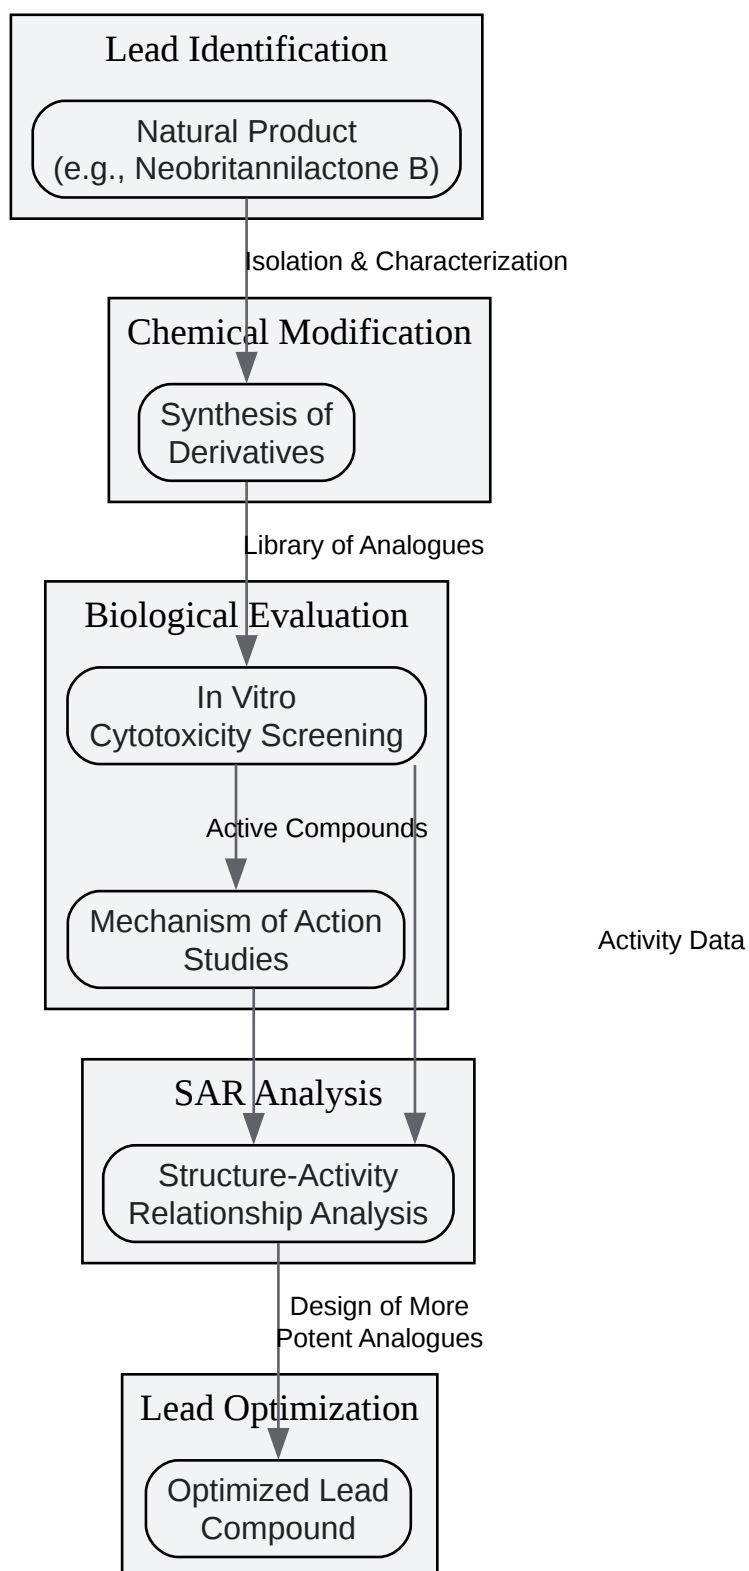 Lead Identification
Natural Product
(e.g., Neobritannilactone B)
Isolation & Characterization
Chemical Modification
Synthesis of
Derivatives
Library of Analogues
Biological Evaluation
In Vitro
Cytotoxicity Screening
Active Compounds
Mechanism of Action
Studies
Activity Data
SAR Analysis
Structure-Activity
Relationship Analysis
Design of More
Potent Analogues
Lead Optimization
Optimized Lead
Compound